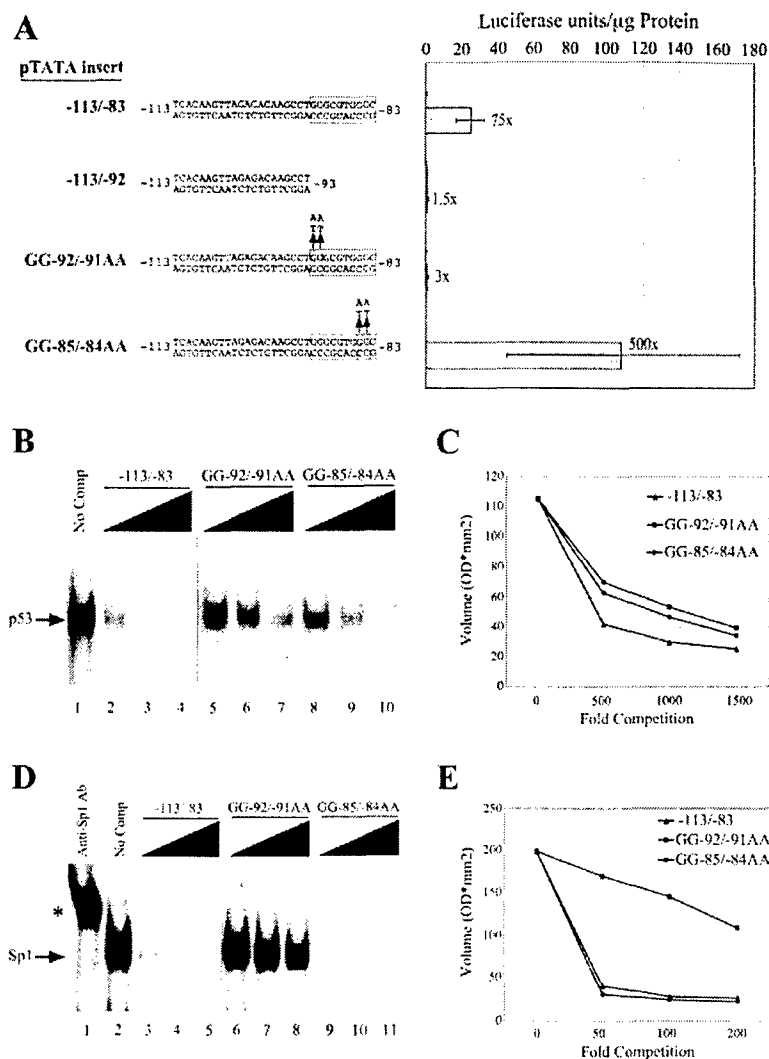 A
Luciferase units/µg Protein
0 20 40 60 80 100 120 140 160 180
pTATA insert
-113/-83
-113
TCACAAGTTAGAGACAAGCCTGGGCGTGGGC
AGTGTTCAATCTCTGTTCGGACCCGCACCCG
-83
75x
-113/-92
-113
TCACAAGTTAGAGACAAGCCT
AGTGTTCAATCTCTGTTCGGA
-93
1.5x
A A
T T
GG-92/-91AA
-113
-83
3x
A A
T T
GG-85/-84AA
-113
-83
500x
B
No Comp
-113/-83
GG-92/-91AA
GG-85/-84AA
p53
1 2 3 4 5 6 7 8 9 10
C
120
110
100
80
60
40
20
0
Volume (OD*mm2)
-113/-83
GG-92/-91AA
GG-85/-84AA
0 500 1000 1500
Fold Competition
D
Anti-Sp1 Ab
No Comp
-113/-83
GG-92/-91AA
GG-85/-84AA
*
Sp1
1 2 3 4 5 6 7 8 9 10 11
E
250
200
150
100
50
0
Volume (OD*mm2)
-113/-83
GG-92/-91AA
GG-85/-84AA
0 50 100 200
Fold Competition